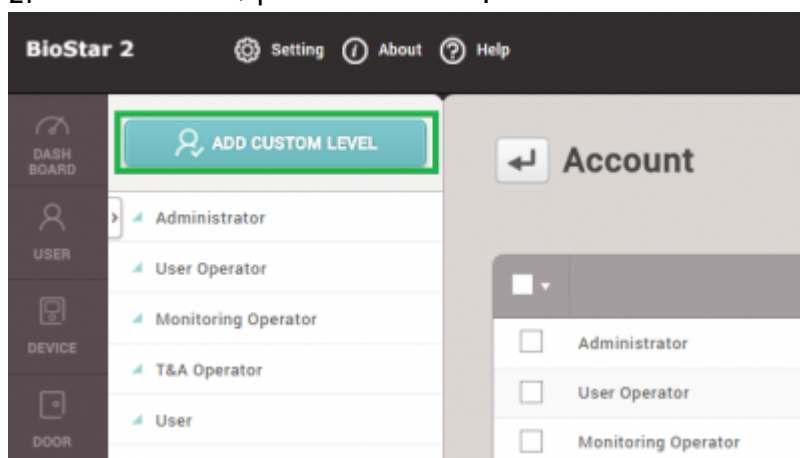 BioStar 2
Setting
About
Help
DASH
BOARD
USER
DEVICE
DOOR
ADD CUSTOM LEVEL
Administrator
User Operator
Monitoring Operator
T&A Operator
User
Account
Administrator
User Operator
Monitoring Operator